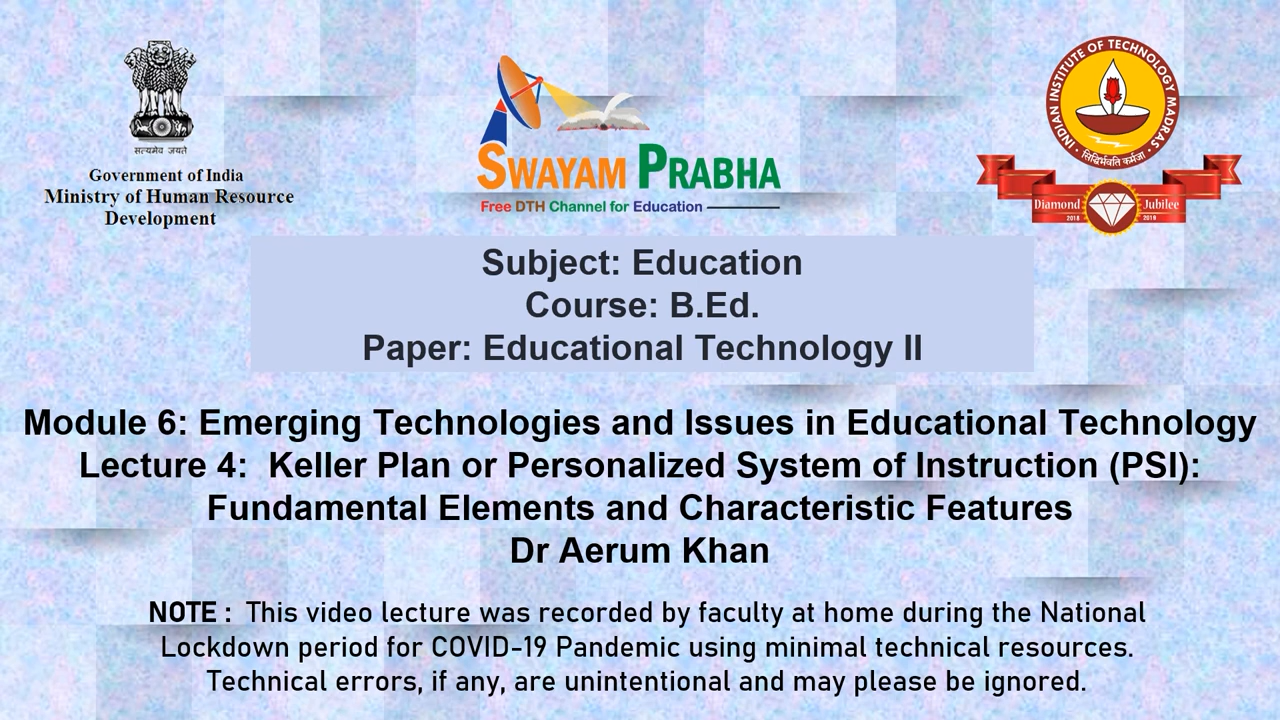 सत्यमेव जयते
Government of India
Ministry of Human Resource
Development
SWAYAM PRABHA
Free DTH Channel for Education
INDIAN INSTITUTE OF TECHNOLOGY MADRAS
सिद्धिर्भवति कर्मजा
Diamond Jubilee
2018 2019
Subject: Education
Course: B.Ed.
Paper: Educational Technology II
Module 6: Emerging Technologies and Issues in Educational Technology
Lecture 4: Keller Plan or Personalized System of Instruction (PSI):
Fundamental Elements and Characteristic Features
Dr Aerum Khan
NOTE : This video lecture was recorded by faculty at home during the National
Lockdown period for COVID-19 Pandemic using minimal technical resources.
Technical errors, if any, are unintentional and may please be ignored.